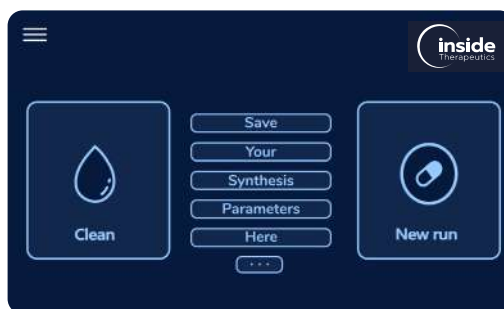 inside
Therapeutics
Save
Your
Synthesis
Parameters
Here
...
Clean
New run